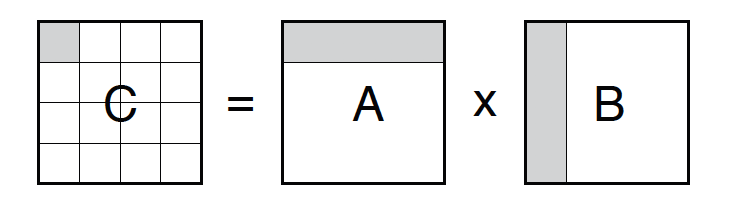 C = A x B